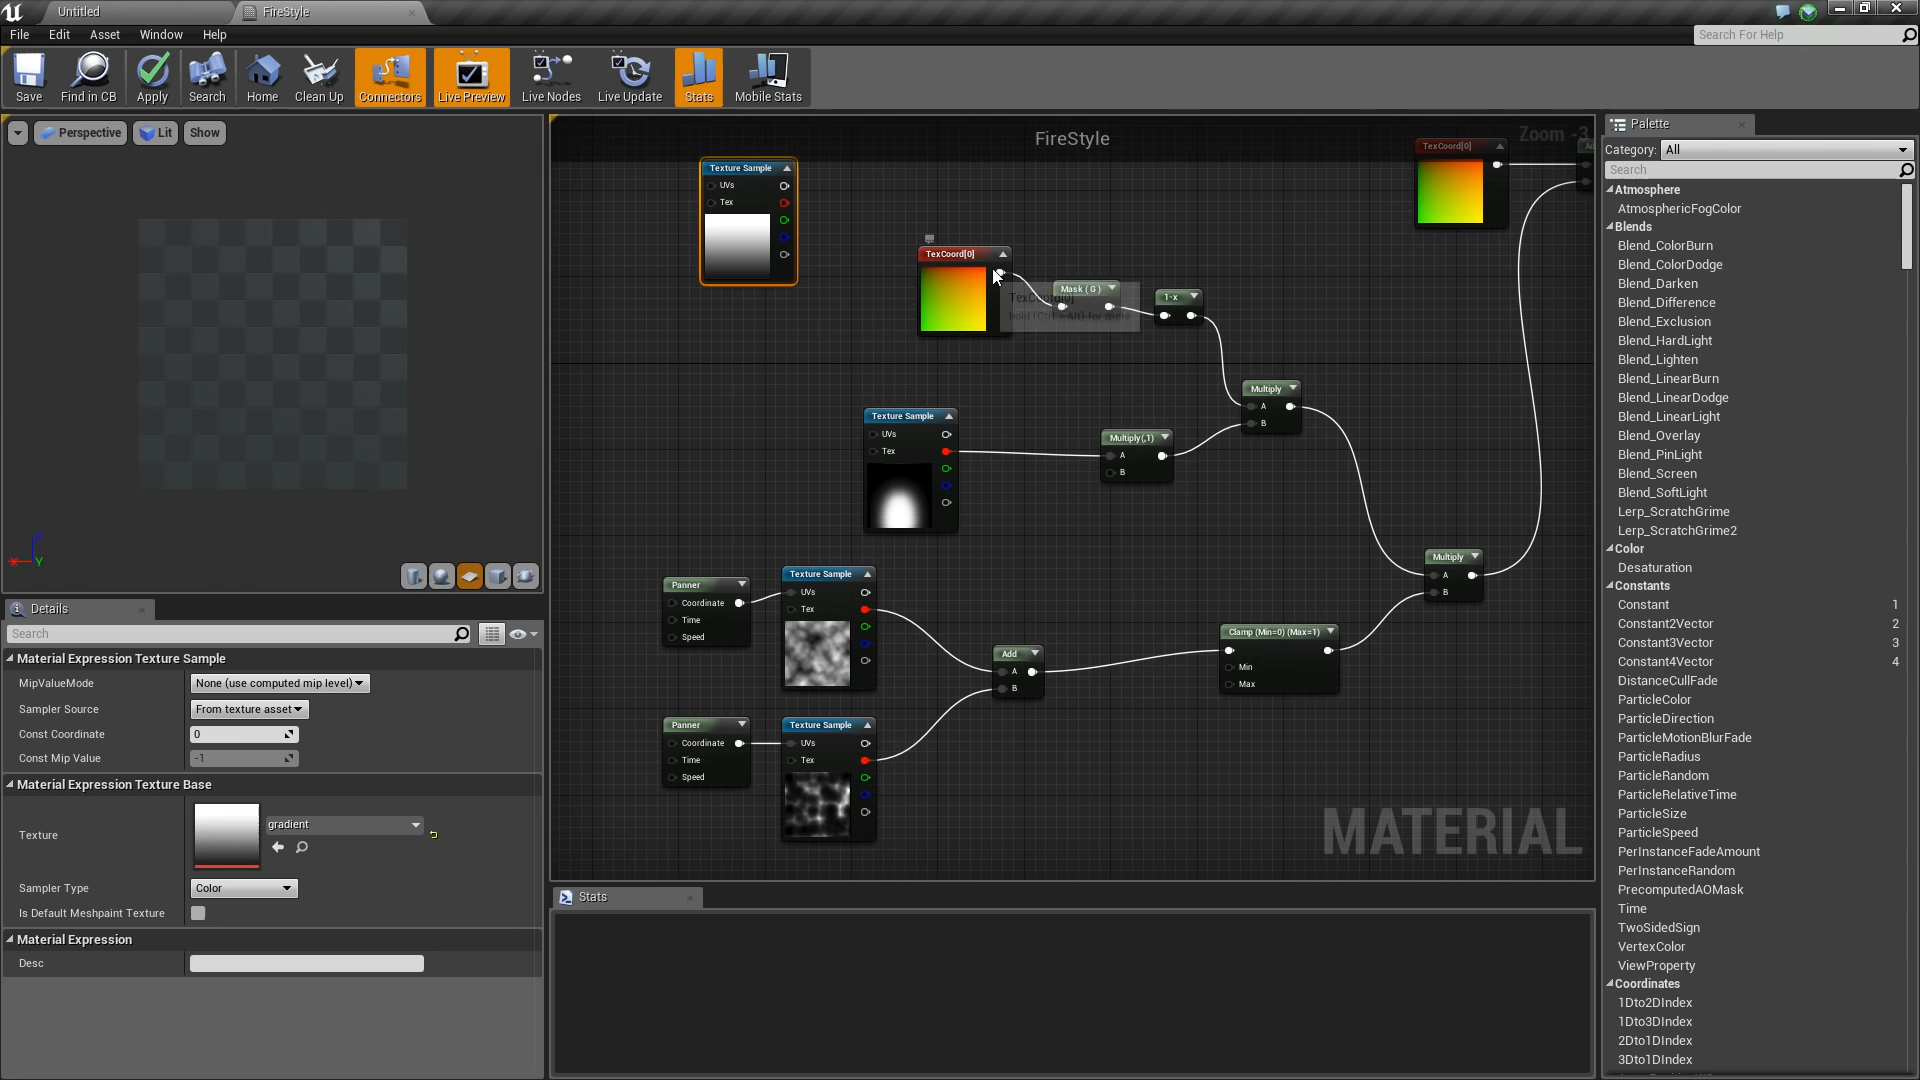 Untitled
FireStyle
File Edit Asset Window Help
Search For Help
Save
Find in CB
Apply
Search
Home
Clean Up
Connectors
Live Preview
Live Nodes
Live Update
Stats
Mobile Stats
Perspective
Lit
Show
Z
X
Y
Details
Search
Material Expression Texture Sample
MipValueMode None (use computed mip level)
Sampler Source From texture asset
Const Coordinate 0
Const Mip Value -1
Material Expression Texture Base
Texture gradient
Sampler Type Color
Is Default Meshpaint Texture
Material Expression
Desc
FireStyle
Zoom -3
Texture Sample
UVs
Tex
TexCoord[0]
TexCoord[0]
TexCoord[0]
hold (Ctrl + Alt) for more
Mask ( G )
1-x
Multiply
A
B
Texture Sample
UVs
Tex
Multiply(,1)
A
B
Multiply
A
B
Panner
Coordinate
Time
Speed
Texture Sample
UVs
Tex
Add
A
B
Clamp (Min=0) (Max=1)
Min
Max
Panner
Coordinate
Time
Speed
Texture Sample
UVs
Tex
MATERIAL
Stats
Palette
Category: All
Search
Atmosphere
AtmosphericFogColor
Blends
Blend_ColorBurn
Blend_ColorDodge
Blend_Darken
Blend_Difference
Blend_Exclusion
Blend_HardLight
Blend_Lighten
Blend_LinearBurn
Blend_LinearDodge
Blend_LinearLight
Blend_Overlay
Blend_PinLight
Blend_Screen
Blend_SoftLight
Lerp_ScratchGrime
Lerp_ScratchGrime2
Color
Desaturation
Constants
Constant 1
Constant2Vector 2
Constant3Vector 3
Constant4Vector 4
DistanceCullFade
ParticleColor
ParticleDirection
ParticleMotionBlurFade
ParticleRadius
ParticleRandom
ParticleRelativeTime
ParticleSize
ParticleSpeed
PerInstanceFadeAmount
PerInstanceRandom
PrecomputedAOMask
Time
TwoSidedSign
VertexColor
ViewProperty
Coordinates
1Dto2DIndex
1Dto3DIndex
2Dto1DIndex
3Dto1DIndex